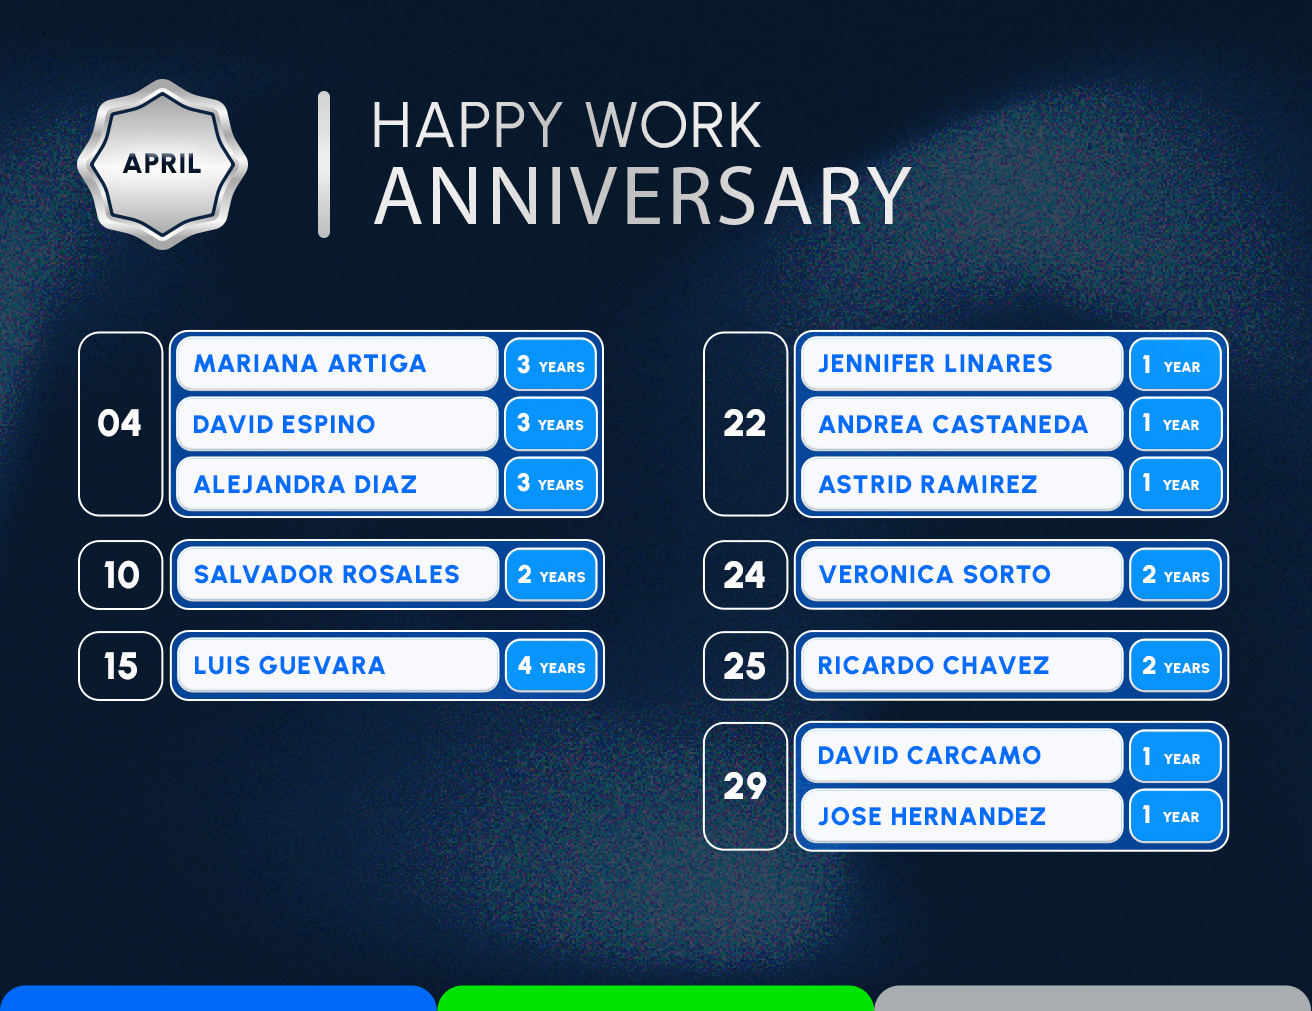 APRIL
HAPPY WORK
ANNIVERSARY
04
MARIANA ARTIGA 3 YEARS
DAVID ESPINO 3 YEARS
ALEJANDRA DIAZ 3 YEARS
10
SALVADOR ROSALES 2 YEARS
15
LUIS GUEVARA 4 YEARS
22
JENNIFER LINARES 1 YEAR
ANDREA CASTANEDA 1 YEAR
ASTRID RAMIREZ 1 YEAR
24
VERONICA SORTO 2 YEARS
25
RICARDO CHAVEZ 2 YEARS
29
DAVID CARCAMO 1 YEAR
JOSE HERNANDEZ 1 YEAR